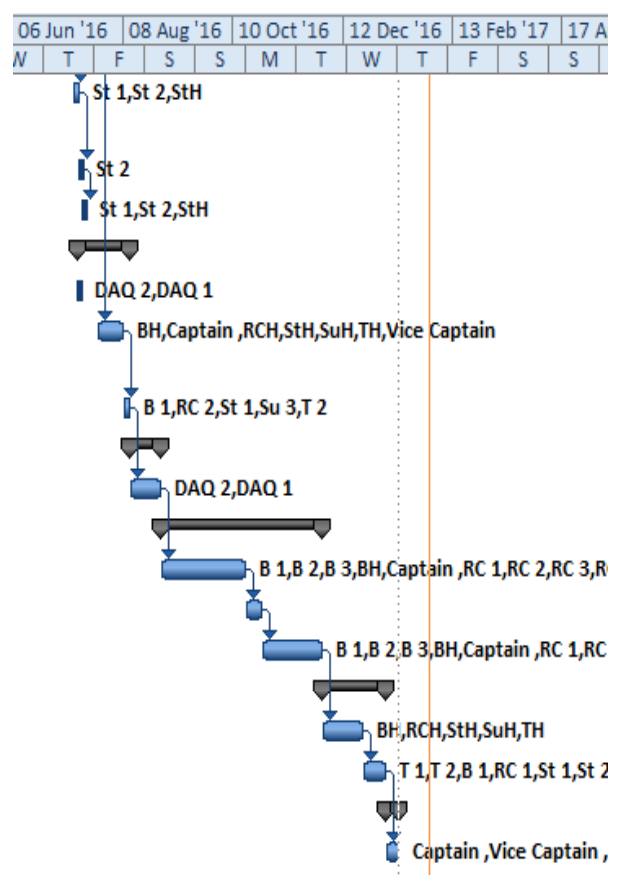 06 Jun '16 08 Aug '16 10 Oct '16 12 Dec '16 13 Feb '17 17 A
W T F S S M T W T F S S
St 1,St 2,StH
St 2
St 1,St 2,StH
DAQ 2,DAQ 1
BH,Captain ,RCH,StH,SuH,TH,Vice Captain
B 1,RC 2,St 1,Su 3,T 2
DAQ 2,DAQ 1
B 1,B 2,B 3,BH,Captain ,RC 1,RC 2,RC 3,R
B 1,B 2,B 3,BH,Captain ,RC 1,RC
BH,RCH,StH,SuH,TH
T 1,T 2,B 1,RC 1,St 1,St 2
Captain ,Vice Captain ,